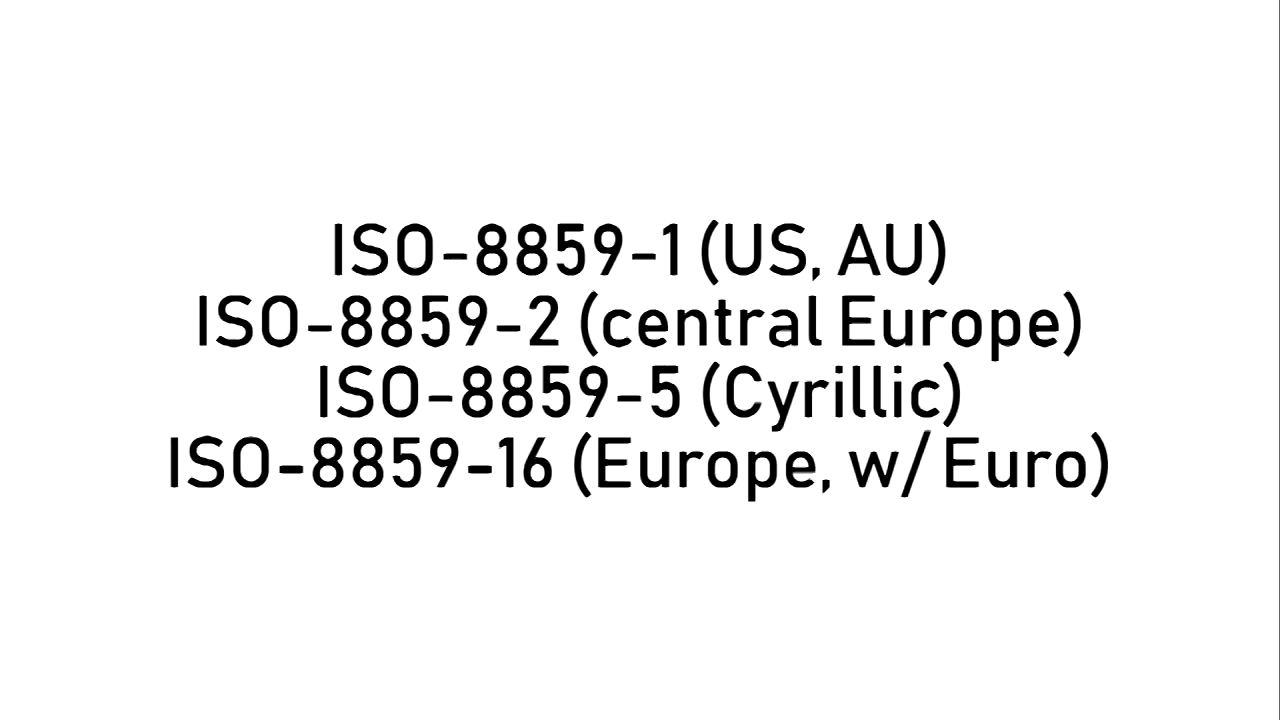 ISO-8859-1 (US, AU)
ISO-8859-2 (central Europe)
ISO-8859-5 (Cyrillic)
ISO-8859-16 (Europe, w/ Euro)